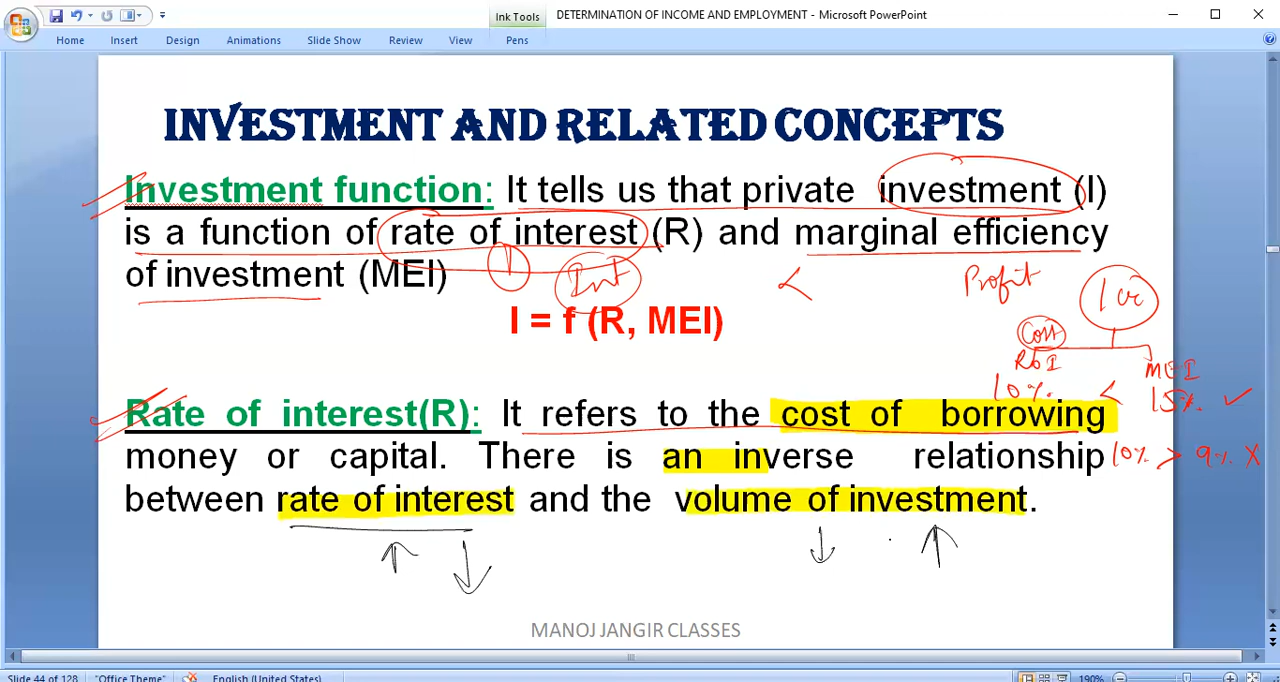 Ink Tools
DETERMINATION OF INCOME AND EMPLOYMENT - Microsoft PowerPoint
Home Insert Design Animations Slide Show Review View Pens
INVESTMENT AND RELATED CONCEPTS
Investment function: It tells us that private investment (I)
is a function of rate of interest (R) and marginal efficiency
of investment (MEI)
Int
Profit
1 cr
I = f (R, MEI)
Cost
RoI
MEI
10% < 15% ✓
Rate of interest(R): It refers to the cost of borrowing
money or capital. There is an inverse relationship
10% > 9% X
between rate of interest and the volume of investment.
MANOJ JANGIR CLASSES
Slide 44 of 128 "Office Theme" English (United States) 190%